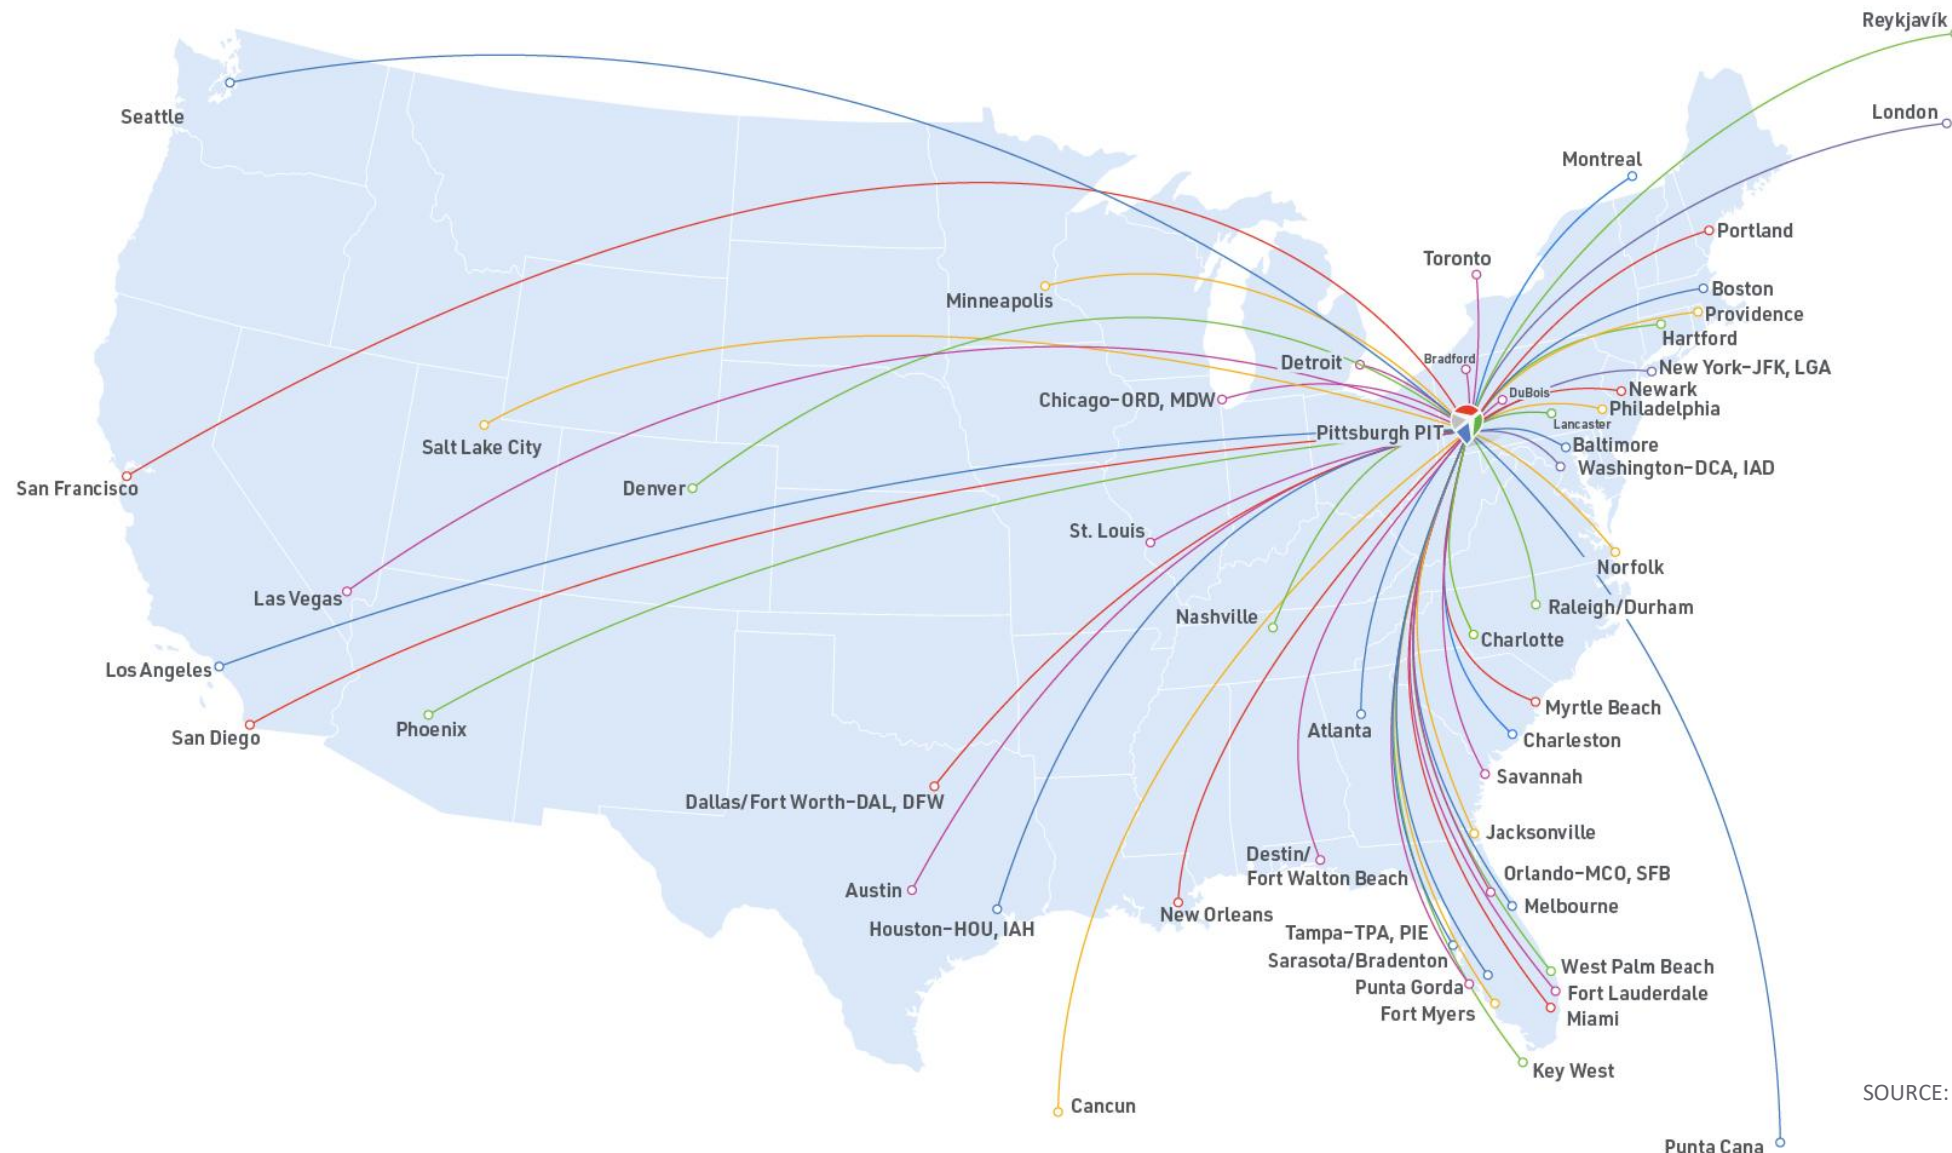 Reykjavík
London
Seattle
Montreal
Portland
Toronto
Boston
Minneapolis
Providence
Hartford
Detroit
Bradford
New York-JFK, LGA
DuBois
Newark
Chicago-ORD, MDW
Philadelphia
Lancaster
Pittsburgh PIT
Baltimore
Salt Lake City
Washington-DCA, IAD
San Francisco
Denver
St. Louis
Norfolk
Las Vegas
Raleigh/Durham
Nashville
Charlotte
Los Angeles
Myrtle Beach
Phoenix
Atlanta
San Diego
Charleston
Savannah
Dallas/Fort Worth-DAL, DFW
Jacksonville
Destin/
Fort Walton Beach
Orlando-MCO, SFB
Austin
Melbourne
New Orleans
Houston-HOU, IAH
Tampa-TPA, PIE
Sarasota/Bradenton
West Palm Beach
Punta Gorda
Fort Lauderdale
Fort Myers
Miami
Key West
SOURCE:
Cancun
Punta Cana